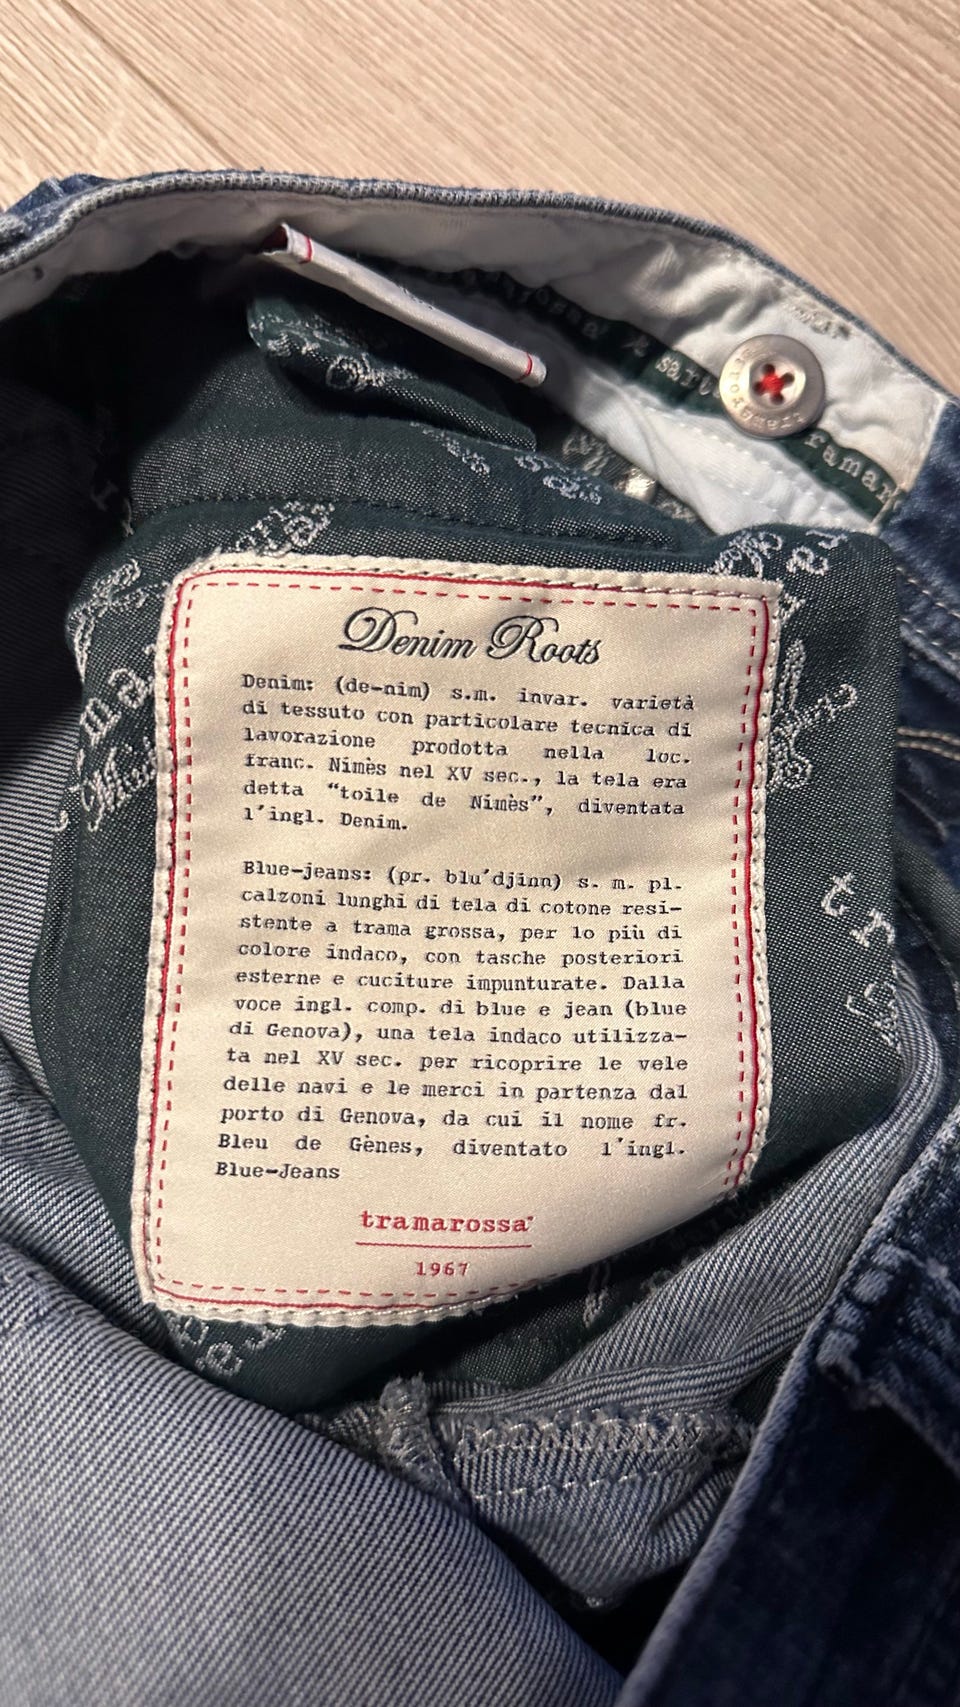 sart
ramar
Denim Roots
Denim: (de-nim) s.m. invar. varietà
di tessuto con particolare tecnica di
lavorazione prodotta nella loc.
franc. Nimès nel XV sec., la tela era
detta “toile de Nimès”, diventata
l'ingl. Denim.
Blue-jeans: (pr. blu'djinn) s. m. pl.
calzoni lunghi di tela di cotone resi-
stente a trama grossa, per lo più di
colore indaco, con tasche posteriori
esterne e cuciture impunturate. Dalla
voce ingl. comp. di blue e jean (blue
di Genova), una tela indaco utilizza-
ta nel XV sec. per ricoprire le vele
delle navi e le merci in partenza dal
porto di Genova, da cui il nome fr.
Bleu de Gènes, diventato l'ingl.
Blue-Jeans
tramarossa
1967